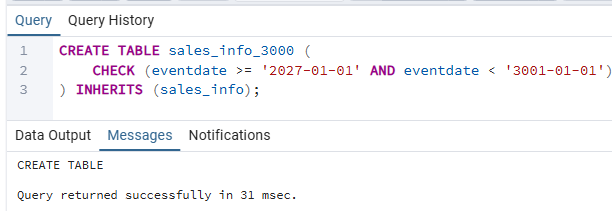 Query Query History
1 CREATE TABLE sales_info_3000 (
2 CHECK (eventdate >= '2027-01-01' AND eventdate < '3001-01-01')
3 ) INHERITS (sales_info);
Data Output Messages Notifications
CREATE TABLE
Query returned successfully in 31 msec.